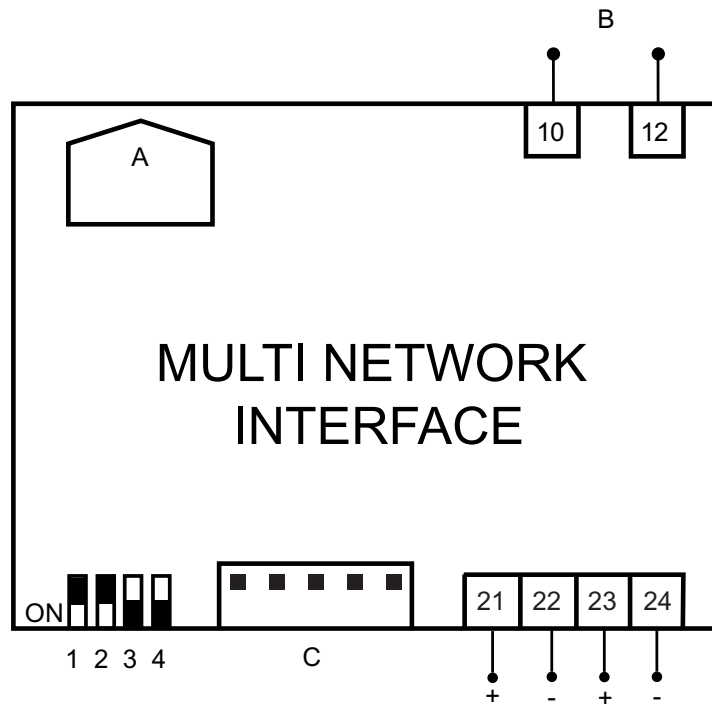 B
10 12
A
MULTI NETWORK
INTERFACE
ON
21 22 23 24
1 2 3 4
C
+ - + -